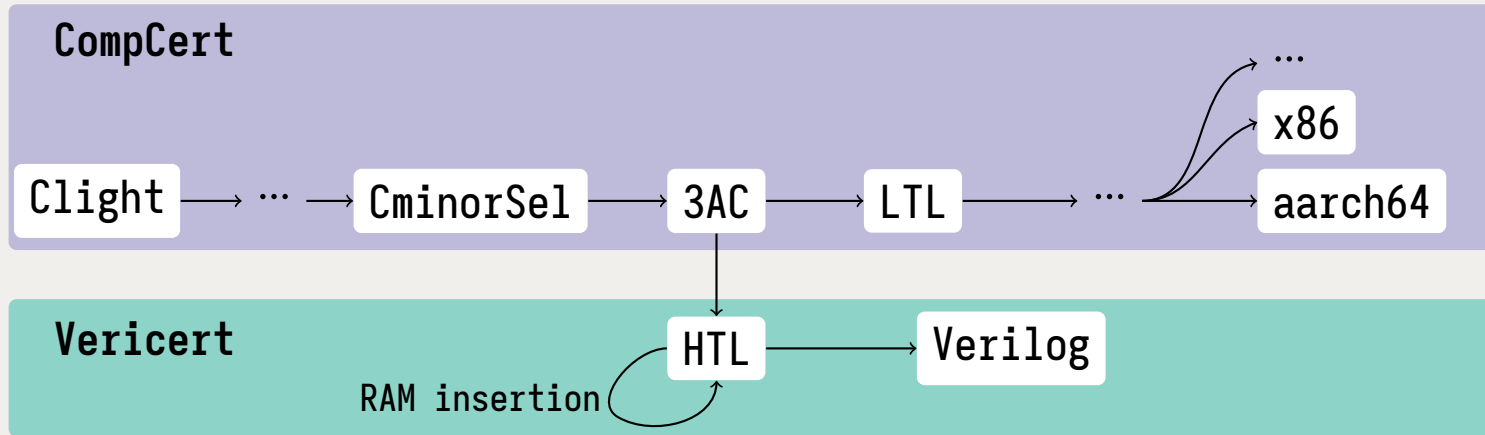 CompCert
...
x86
Clight ... CminorSel 3AC LTL ... aarch64
Vericert
HTL Verilog
RAM insertion